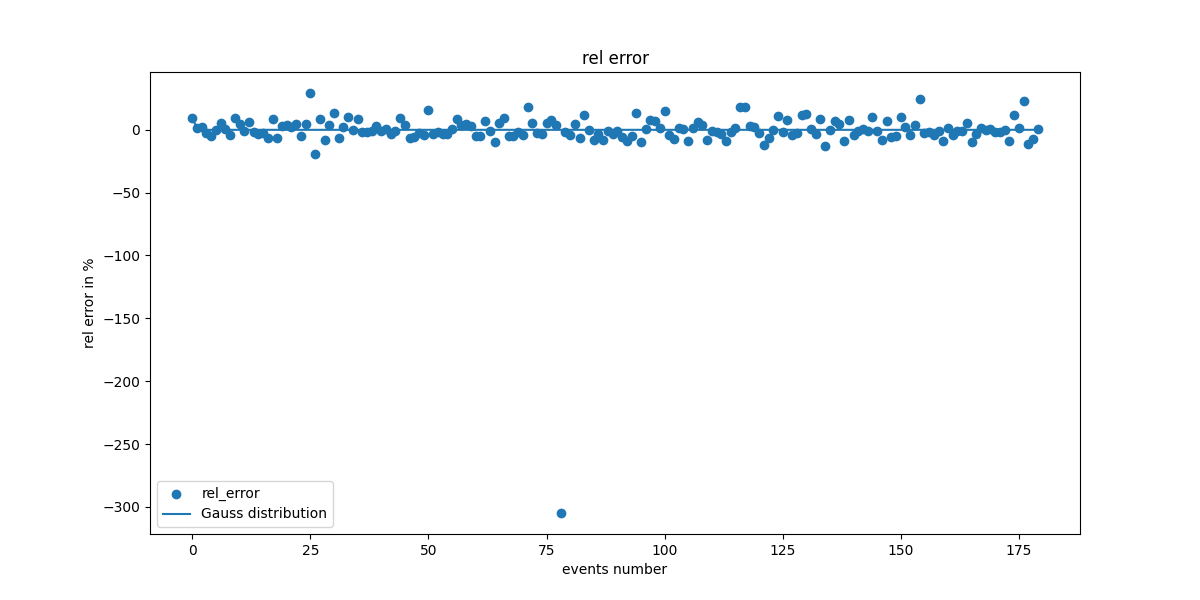 rel error
rel error in %
0
−50
−100
−150
−200
−250
−300
rel_error
Gauss distribution
0 25 50 75 100 125 150 175
events number